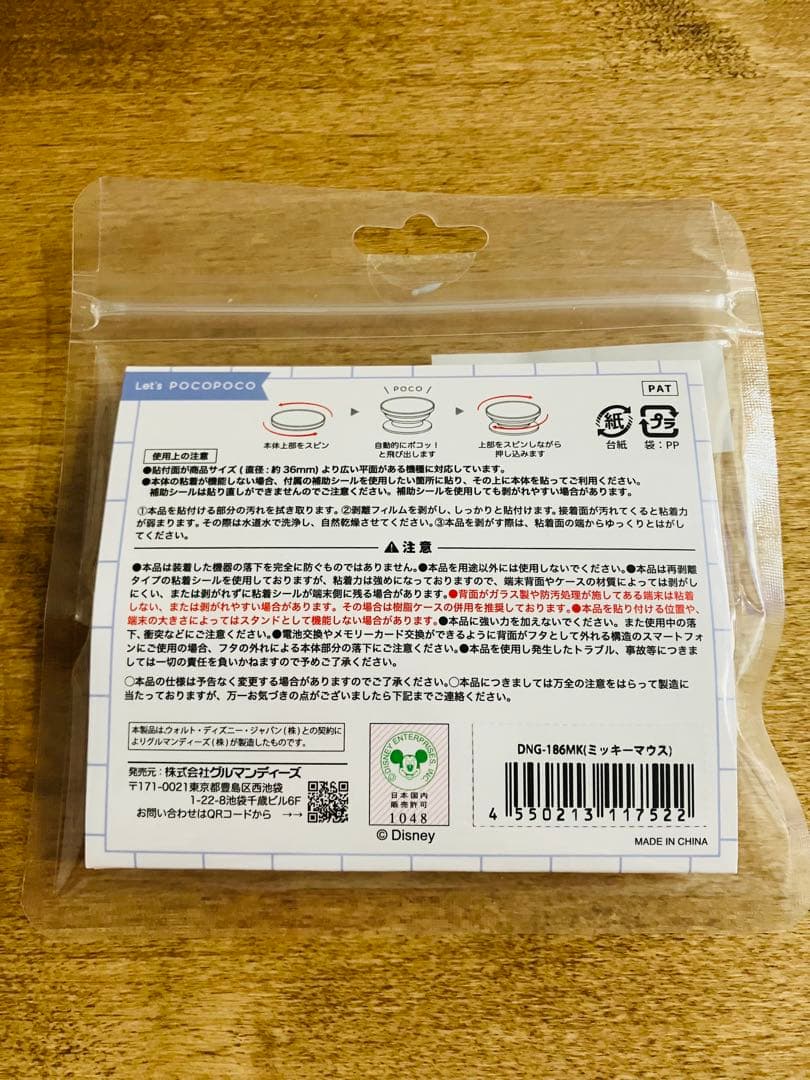 Let's POCOPOCO
PAT
\ POCO /
本体上部をスピン
自動的にポコッ!
と飛び出します
上部をスピンしながら
押し込みます
紙
台紙
プラ
袋:PP
使用上の注意
●貼付面が商品サイズ(直径:約36mm)より広い平面がある機種に対応しています。
●本体の粘着が機能しない場合、付属の補助シールを使用したい箇所に貼り、その上に本体を貼ってご利用ください。
補助シールは貼り直しができませんのでご注意ください。補助シールを使用しても剥がれやすい場合があります。
①本品を貼付ける部分の汚れを拭き取ります。②剥離フィルムを剥がし、しっかりと貼付けます。接着面が汚れてくると粘着力
が弱まります。その際は水道水で洗浄し、自然乾燥させてください。③本品を剥がす際は、粘着面の端からゆっくりとはがし
てください。
⚠注意
●本品は装着した機器の落下を完全に防ぐものではありません。●本品を用途以外には使用しないでください。●本品は再剥離
タイプの粘着シールを使用しておりますが、粘着力は強めになっておりますので、端末背面やケースの材質によっては剥がし
にくい、または剥がれずに粘着シールが端末側に残る場合があります。●背面がガラス製や防汚処理が施してある端末は粘着
しない、または剥がれやすい場合があります。その場合は樹脂ケースの併用を推奨しております。●本品を貼り付ける位置や、
端末の大きさによってはスタンドとして機能しない場合があります。●本品に強い力を加えないでください。また使用中の落
下、衝突などにご注意ください。●電池交換やメモリーカード交換ができるように背面がフタとして外れる構造のスマートフォ
ンにご使用の場合、フタの外れによる本体部分の落下にご注意ください。●本品を使用し発生したトラブル、事故等につきま
しては一切の責任を負いかねますので予めご了承ください。
○本品の仕様は予告なく変更する場合がありますのでご了承ください。○本品につきましては万全の注意をはらって製造に
当たっておりますが、万一お気づきの点がございましたら下記までご連絡ください。
本製品は、ウォルト・ディズニー・ジャパン(株)との契約によ
りグルマンディーズ(株)が製造したものです。
発売元:株式会社グルマンディーズ
〒171-0021東京都豊島区西池袋
1-22-8池袋千歳ビル6F
お問い合わせはQRコードから →→
©DISNEY ENTERPRISES, INC.
日本国内
販売許可
1048
© Disney
DNG-186MK(ミッキーマウス)
4 550213 117522
MADE IN CHINA